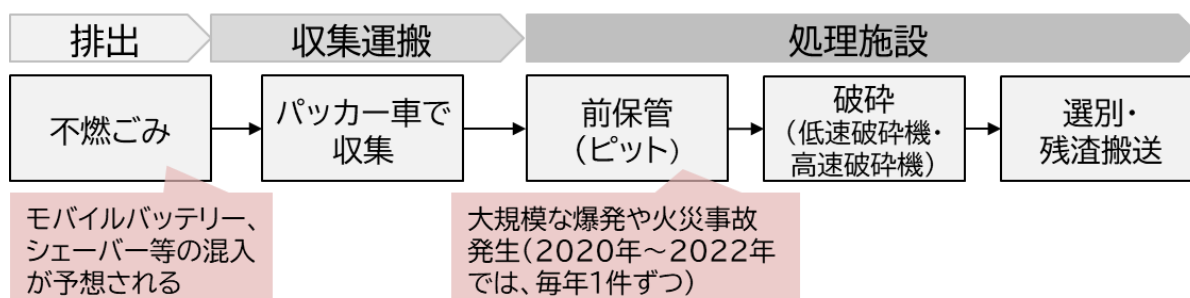 排出
収集運搬
処理施設
不燃ごみ
パッカー車で
収集
前保管
（ピット）
破砕
（低速破砕機・
高速破砕機）
選別・
残渣搬送
モバイルバッテリー、
シェーバー等の混入
が予想される
大規模な爆発や火災事故
発生（2020年～2022年
では、毎年1件ずつ）